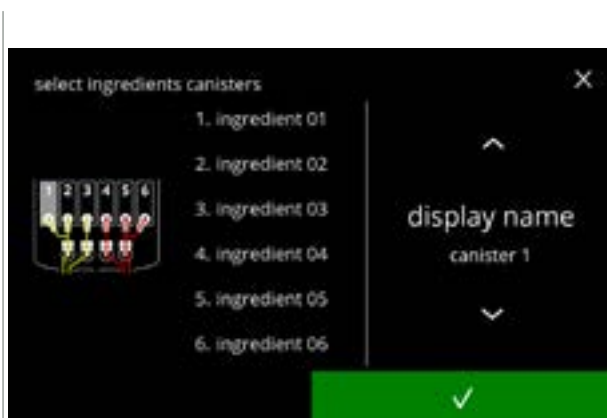 select ingredients canisters
1. ingredient 01
2. ingredient 02
3. ingredient 03
4. ingredient 04
5. ingredient 05
6. ingredient 06
1 2 3 4 5 6
display name
canister 1